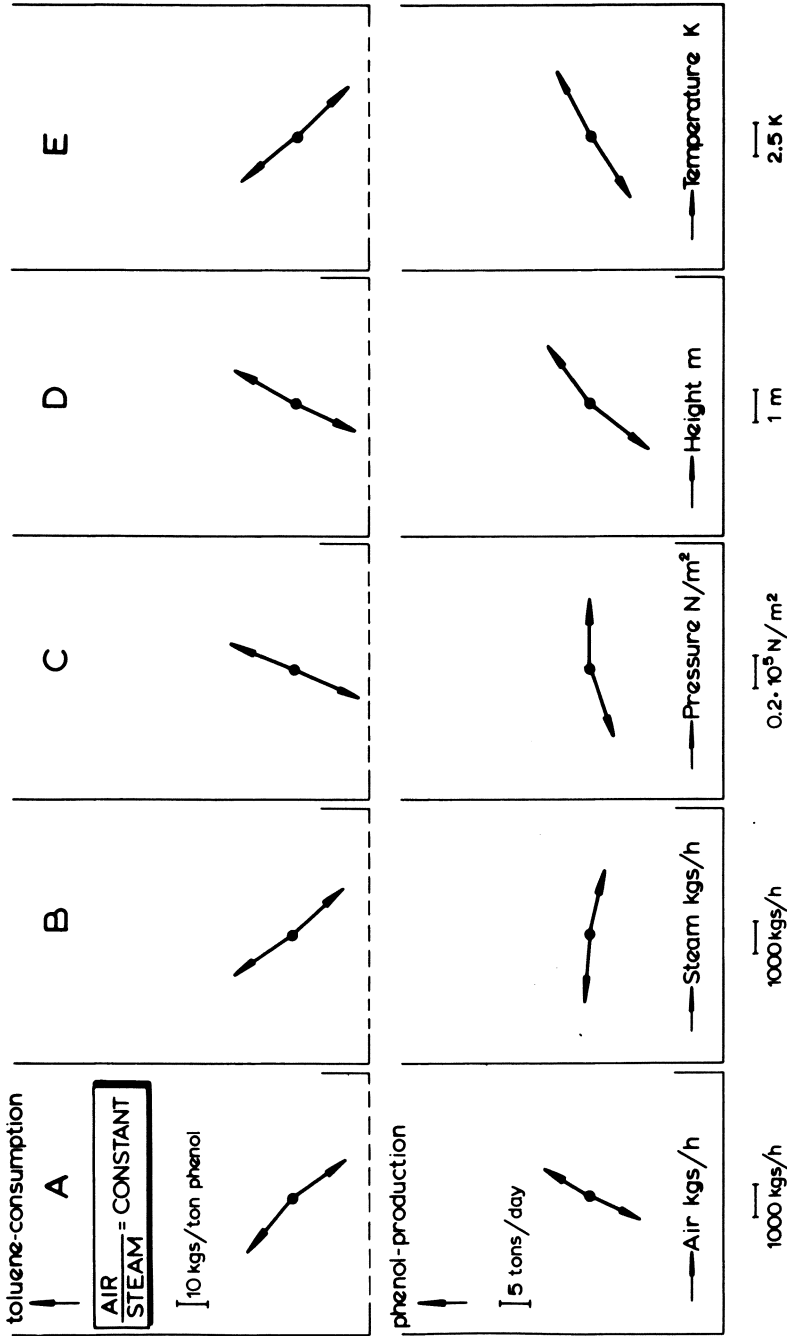 toluene-consumption
A
B
C
D
E
AIR
STEAM
= CONSTANT
10 kgs/ton phenol
phenol-production
5 tons/day
Air kgs/h
Steam kgs/h
Pressure N/m²
Height m
Temperature K
1000 kgs/h
1000 kgs/h
0.2·10⁵ N/m²
1 m
2.5 K